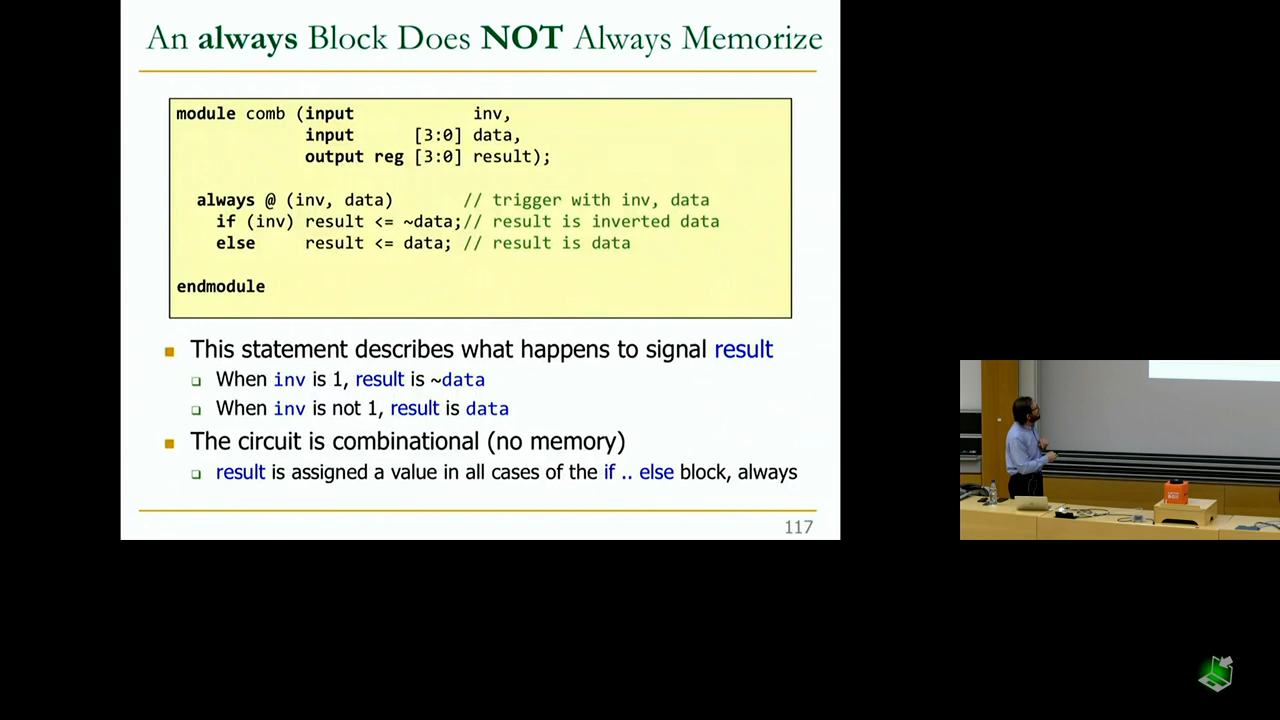 An always Block Does NOT Always Memorize
module comb (input inv,
input [3:0] data,
output reg [3:0] result);
always @ (inv, data) // trigger with inv, data
if (inv) result <= ~data;// result is inverted data
else result <= data; // result is data
endmodule
This statement describes what happens to signal result
When inv is 1, result is ~data
When inv is not 1, result is data
The circuit is combinational (no memory)
result is assigned a value in all cases of the if .. else block, always
117